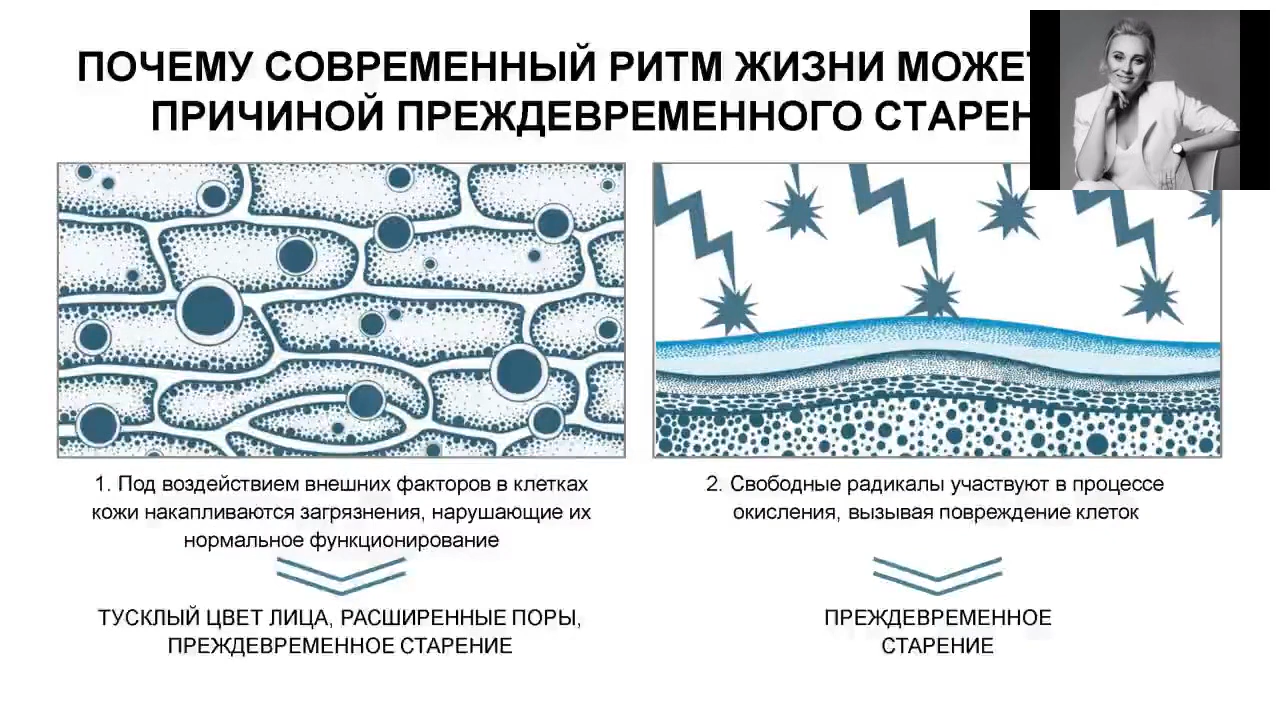 ПОЧЕМУ СОВРЕМЕННЫЙ РИТМ ЖИЗНИ МОЖЕТ
ПРИЧИНОЙ ПРЕЖДЕВРЕМЕННОГО
1. Под воздействием внешних факторов в клетках
кожи накапливаются загрязнения, нарушающие их
нормальное функционирование
ТУСКЛЫЙ ЦВЕТ ЛИЦА, РАСШИРЕННЫЕ ПОРЫ,
ПРЕЖДЕВРЕМЕННОЕ СТАРЕНИЕ
2. Свободные радикалы участвуют в процессе
окисления, вызывая повреждение клеток
ПРЕЖДЕВРЕМЕННОЕ
СТАРЕНИЕ